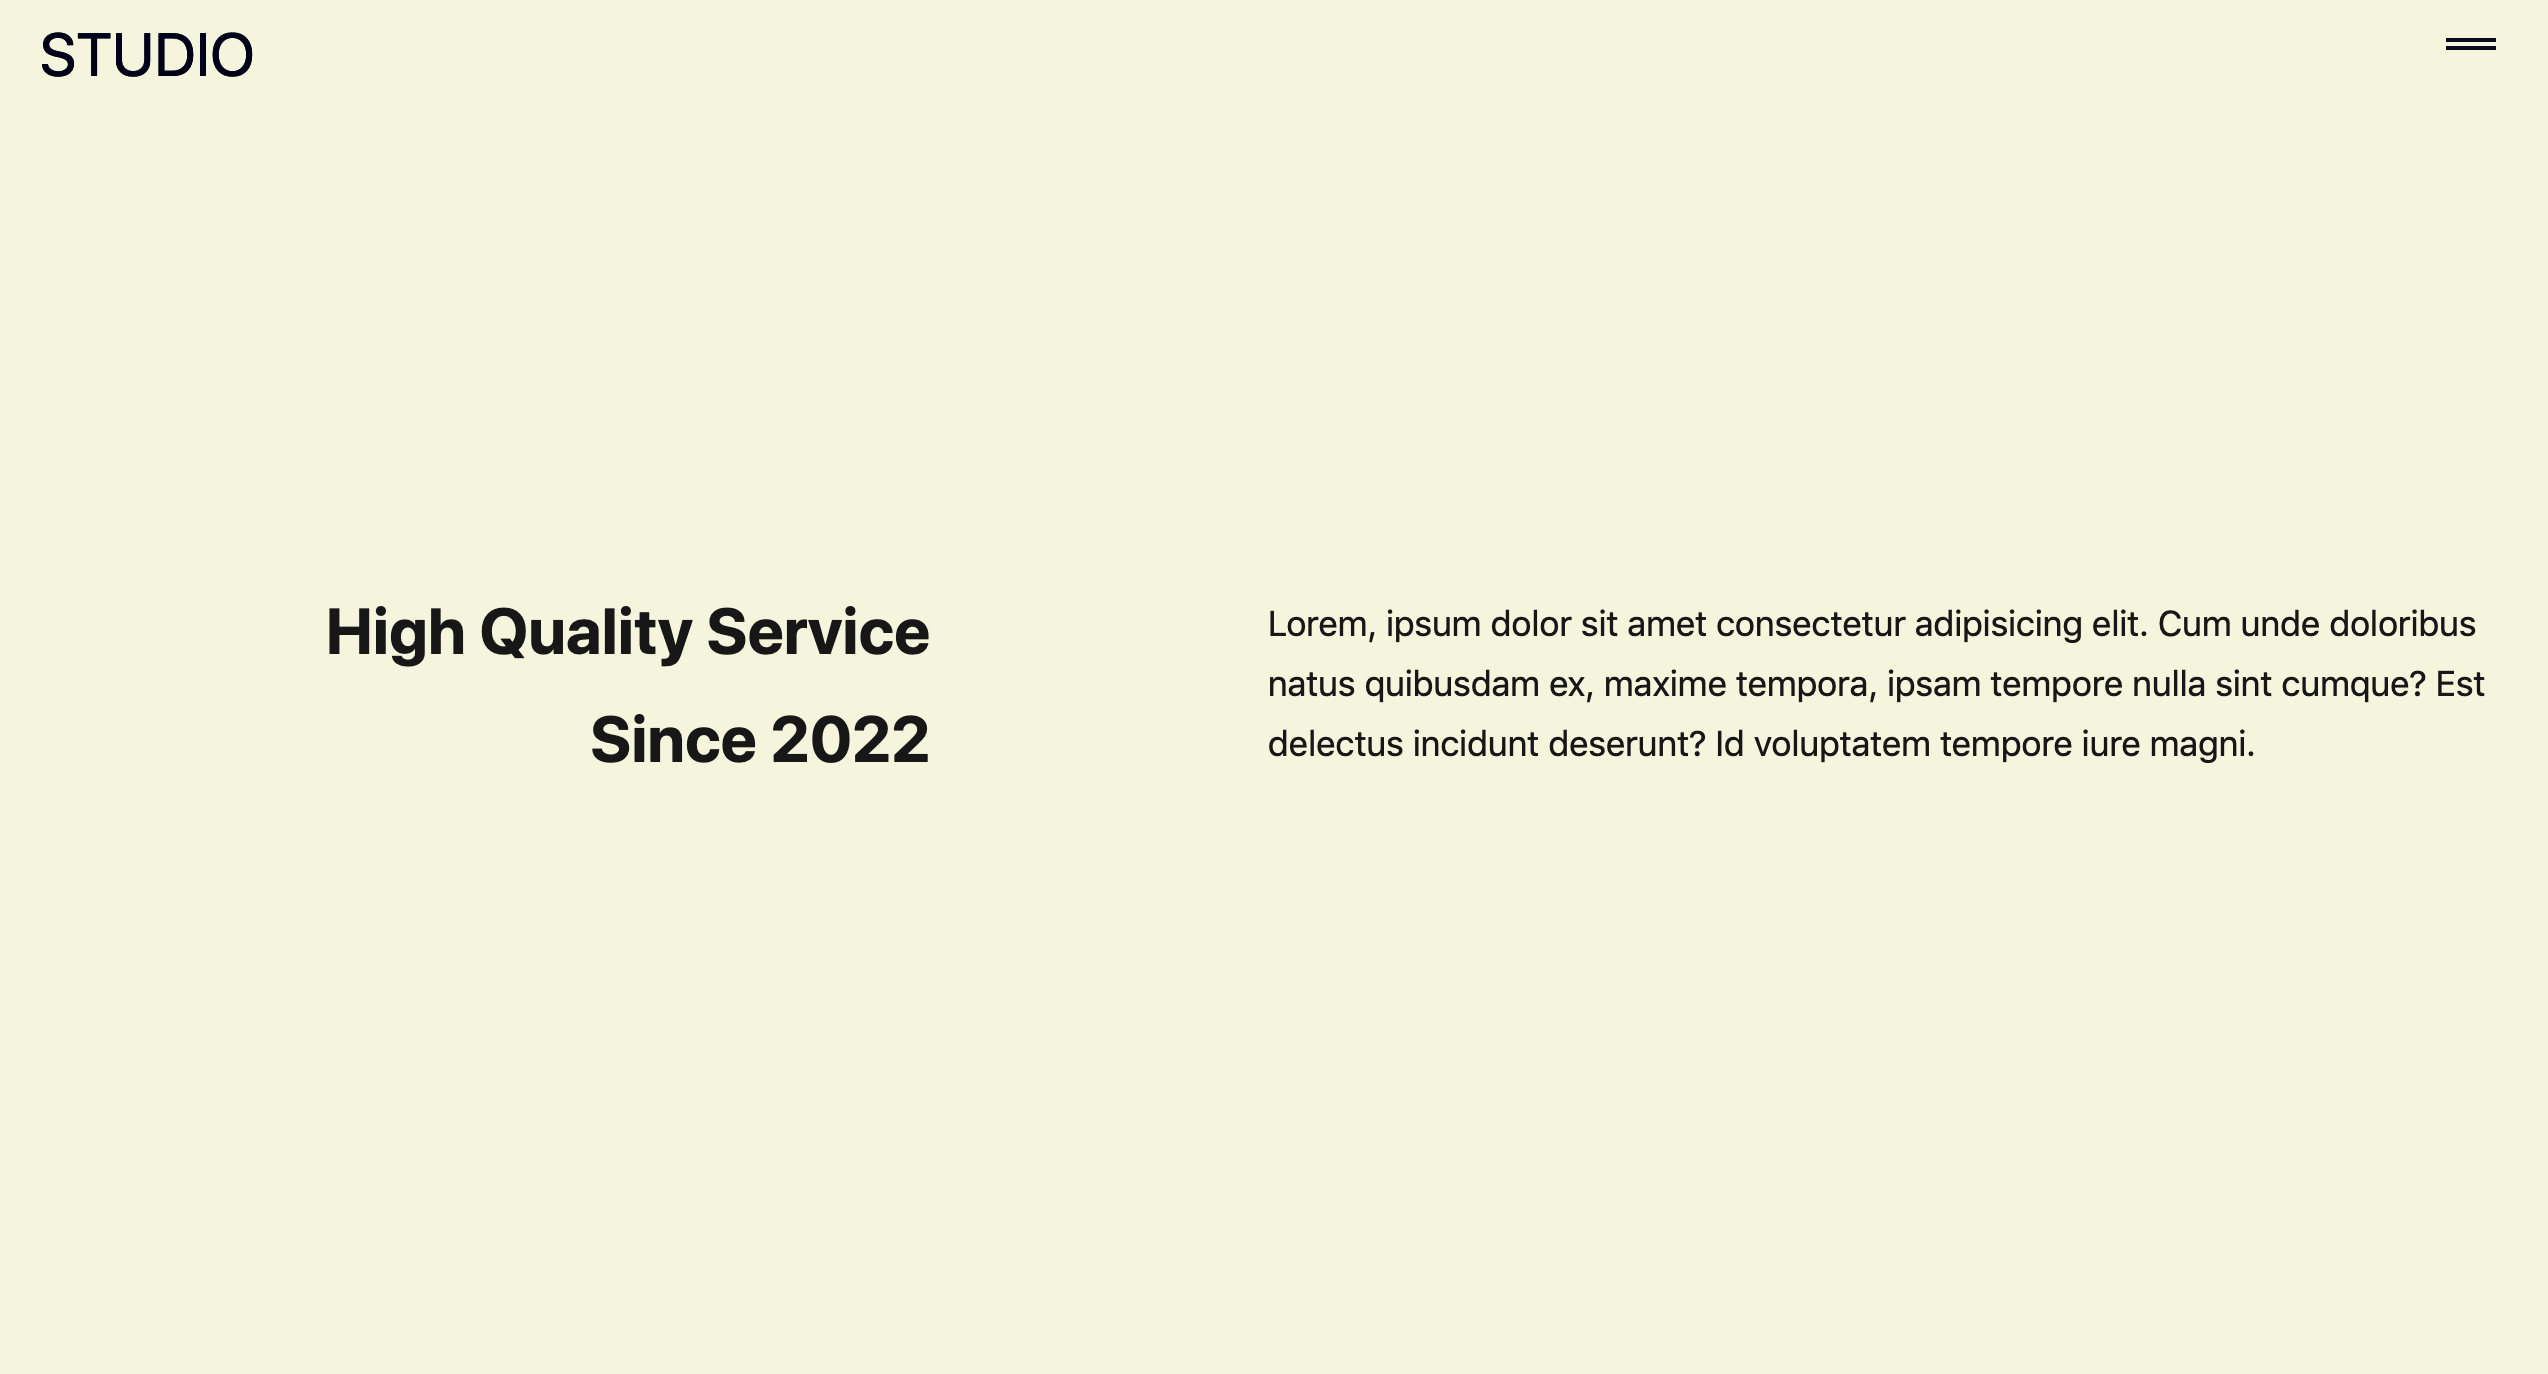 STUDIO
High Quality Service
Since 2022
Lorem, ipsum dolor sit amet consectetur adipisicing elit. Cum unde doloribus
natus quibusdam ex, maxime tempora, ipsam tempore nulla sint cumque? Est
delectus incidunt deserunt? Id voluptatem tempore iure magni.